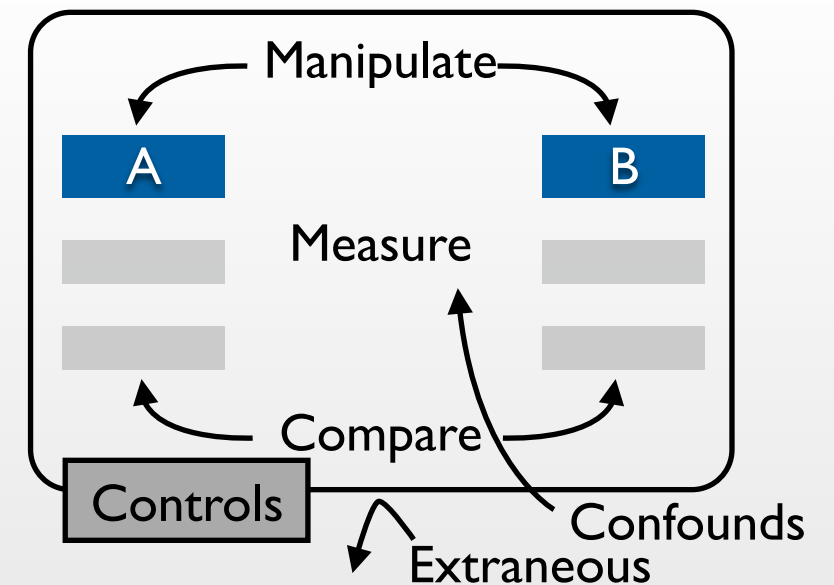 Manipulate
A
B
Measure
Compare
Controls
Confounds
Extraneous